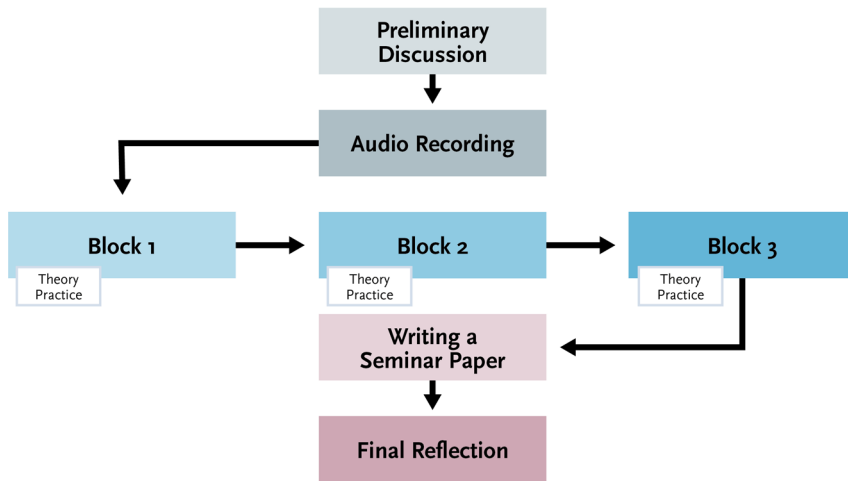 Preliminary
Discussion
Audio Recording
Block 1
Theory
Practice
Block 2
Theory
Practice
Block 3
Theory
Practice
Writing a
Seminar Paper
Final Reflection